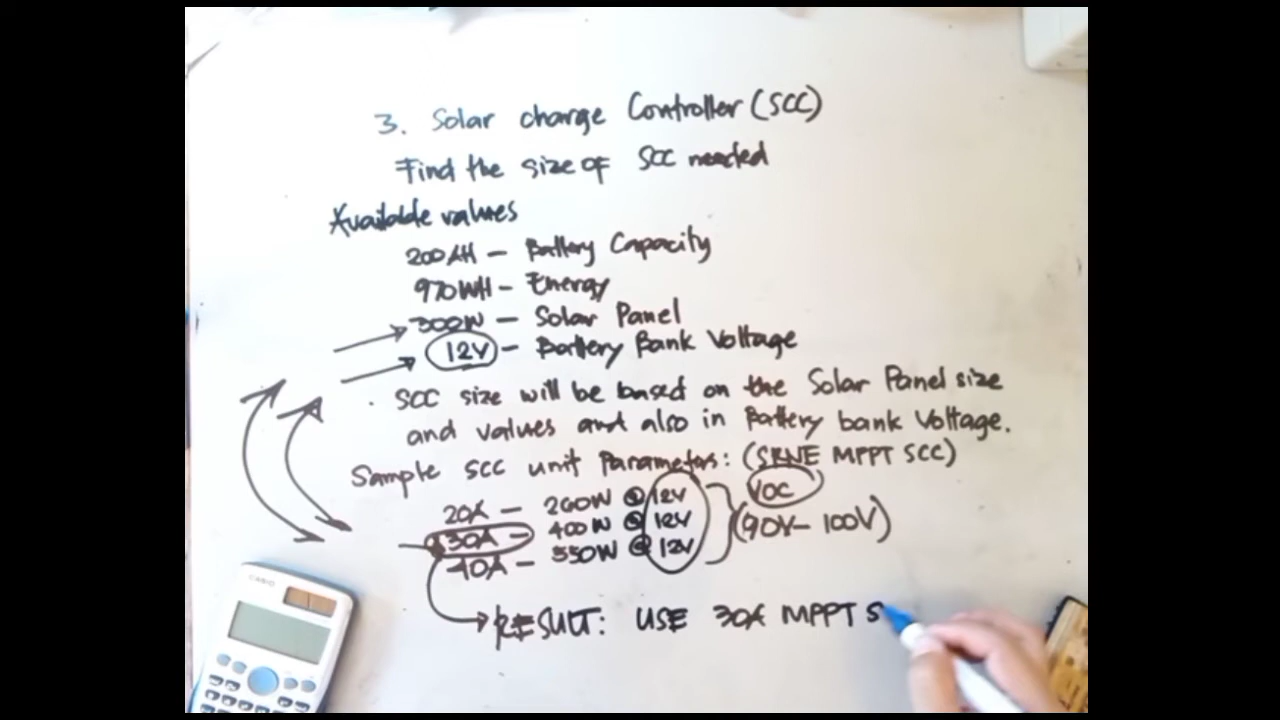 3. Solar charge Controller (SCC)
Find the size of SCC needed
Available values
200AH - Battery Capacity
970WH - Energy
300W - Solar Panel
12V - Battery Bank Voltage
. SCC size will be based on the Solar Panel size
and values and also in Battery bank Voltage.
Sample SCC unit Parameters: (SRNE MPPT SCC)
20A - 260W @ 12V
30A - 400W @ 12V
40A - 550W @ 12V
VOC
(90V - 100V)
RESULT: USE 30A MPPT S
CASIO